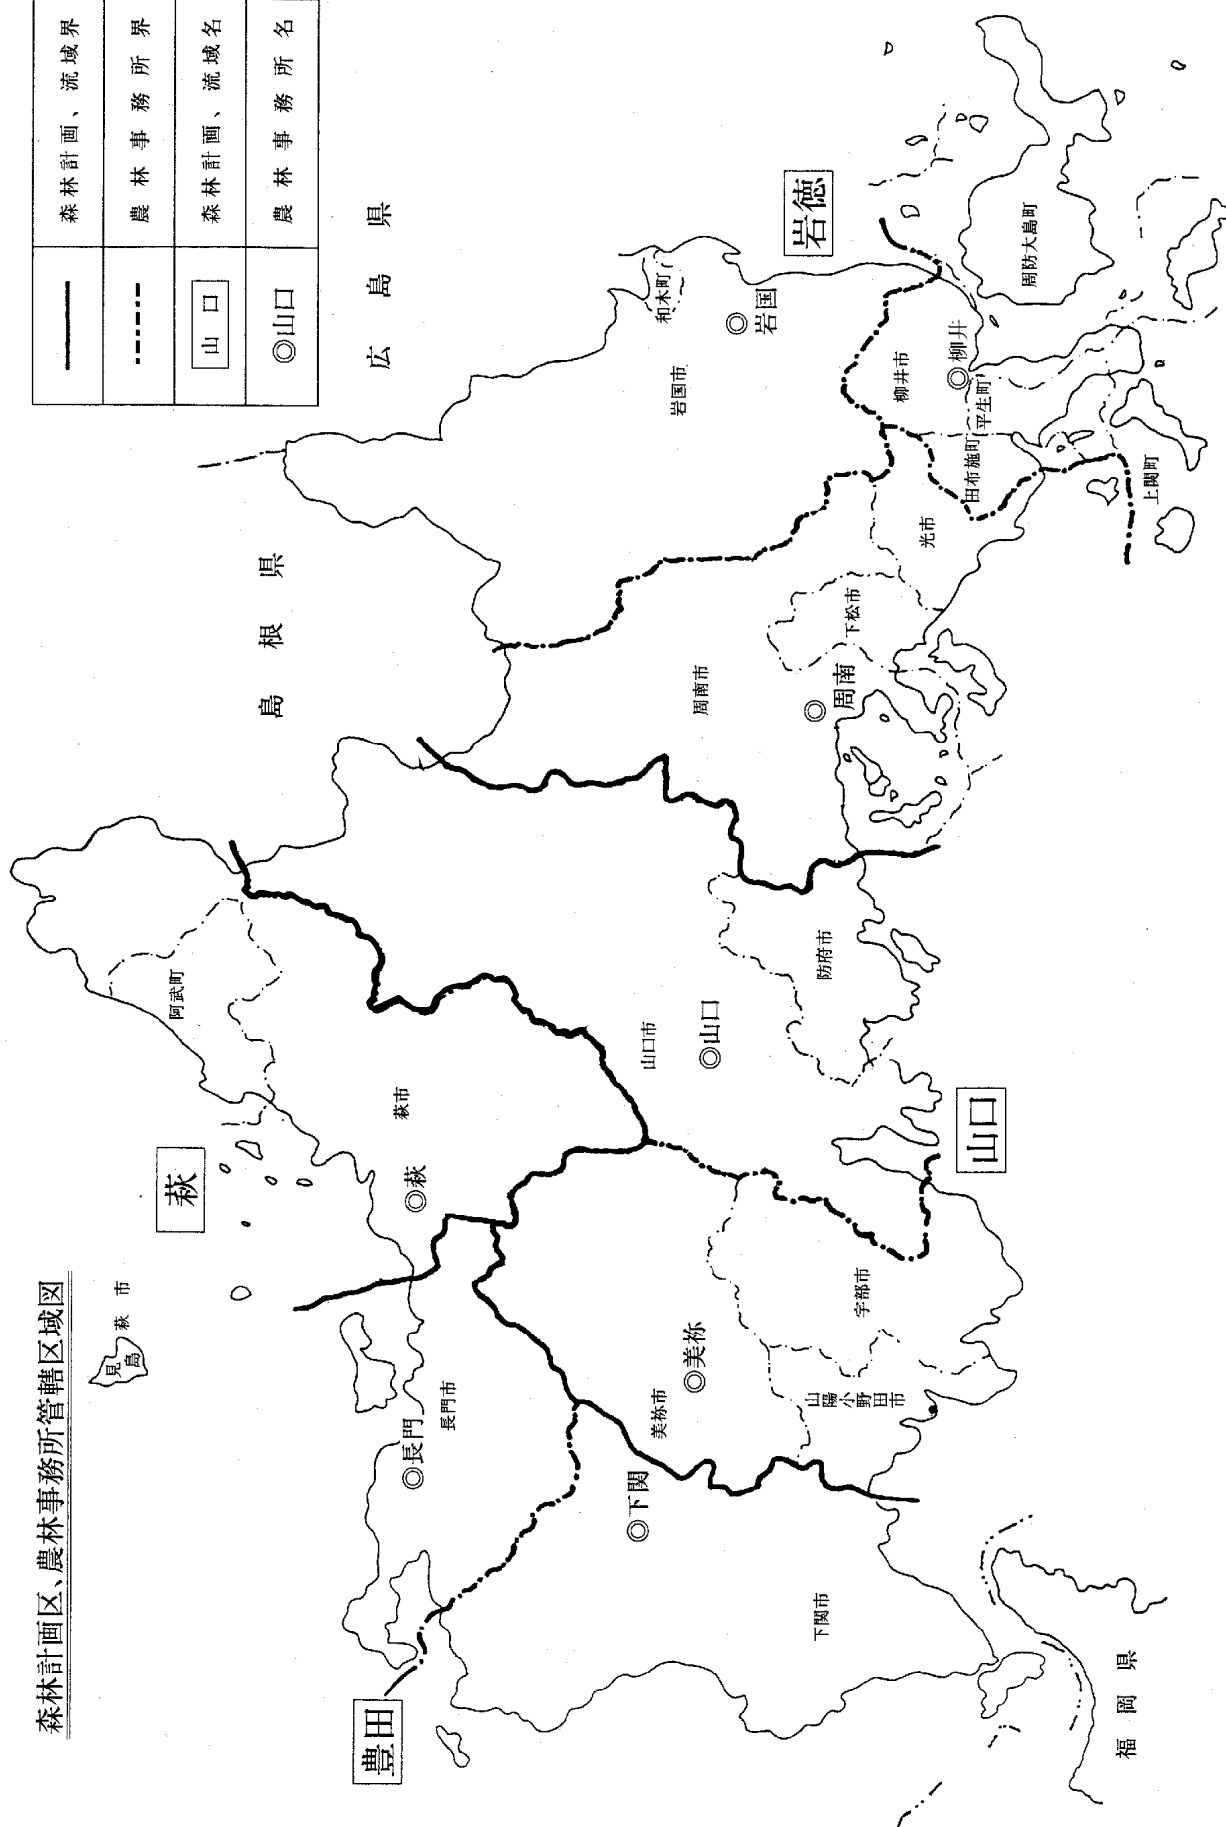 森林計画区、農林事務所管轄区域図
森林計画、流域界
農林事務所界
山口
森林計画、流域名
◎山口
農林事務所名
見島
萩市
萩
阿武町
島根県
広島県
萩市
◎萩
長門市
◎長門
豊田
◎下関
下関市
美祢市
◎美祢
山陽小野田市
宇部市
山口市
◎山口
防府市
山口
周南市
◎周南
下松市
光市
岩国市
和木町
◎岩国
岩徳
柳井市
◎柳井
平生町
田布施町
上関町
周防大島町
福岡県